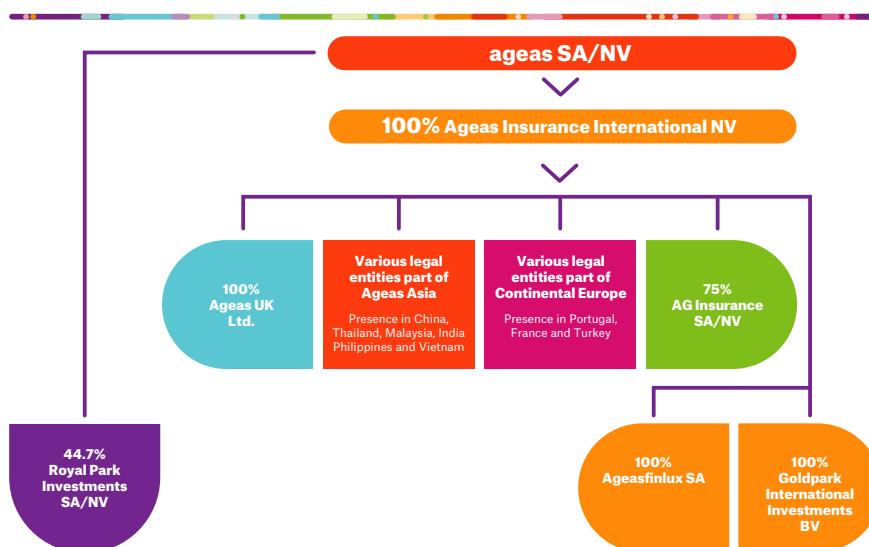 ageas SA/NV
100% Ageas Insurance International NV
100%
Ageas UK
Ltd.
Various legal
entities part of
Ageas Asia
Presence in China,
Thailand, Malaysia, India
Philippines and Vietnam
Various legal
entities part of
Continental Europe
Presence in Portugal,
France and Turkey
75%
AG Insurance
SA/NV
44.7%
Royal Park
Investments
SA/NV
100%
Ageasfinlux SA
100%
Goldpark
International
Investments
BV